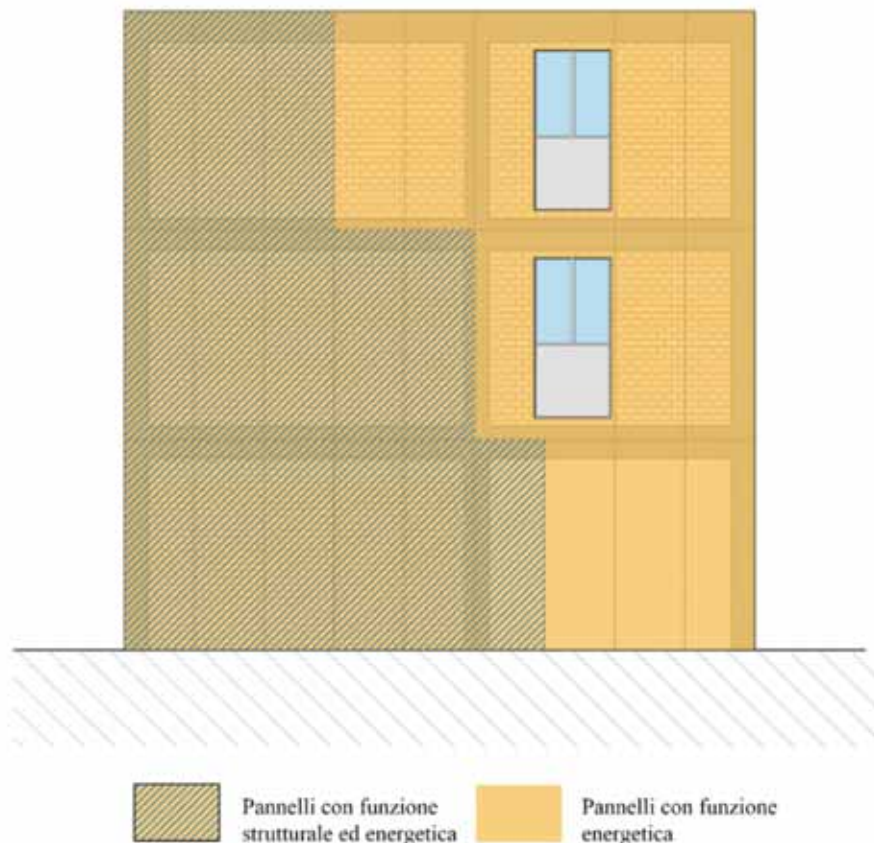 Pannelli con funzione
strutturale ed energetica
Pannelli con funzione
energetica